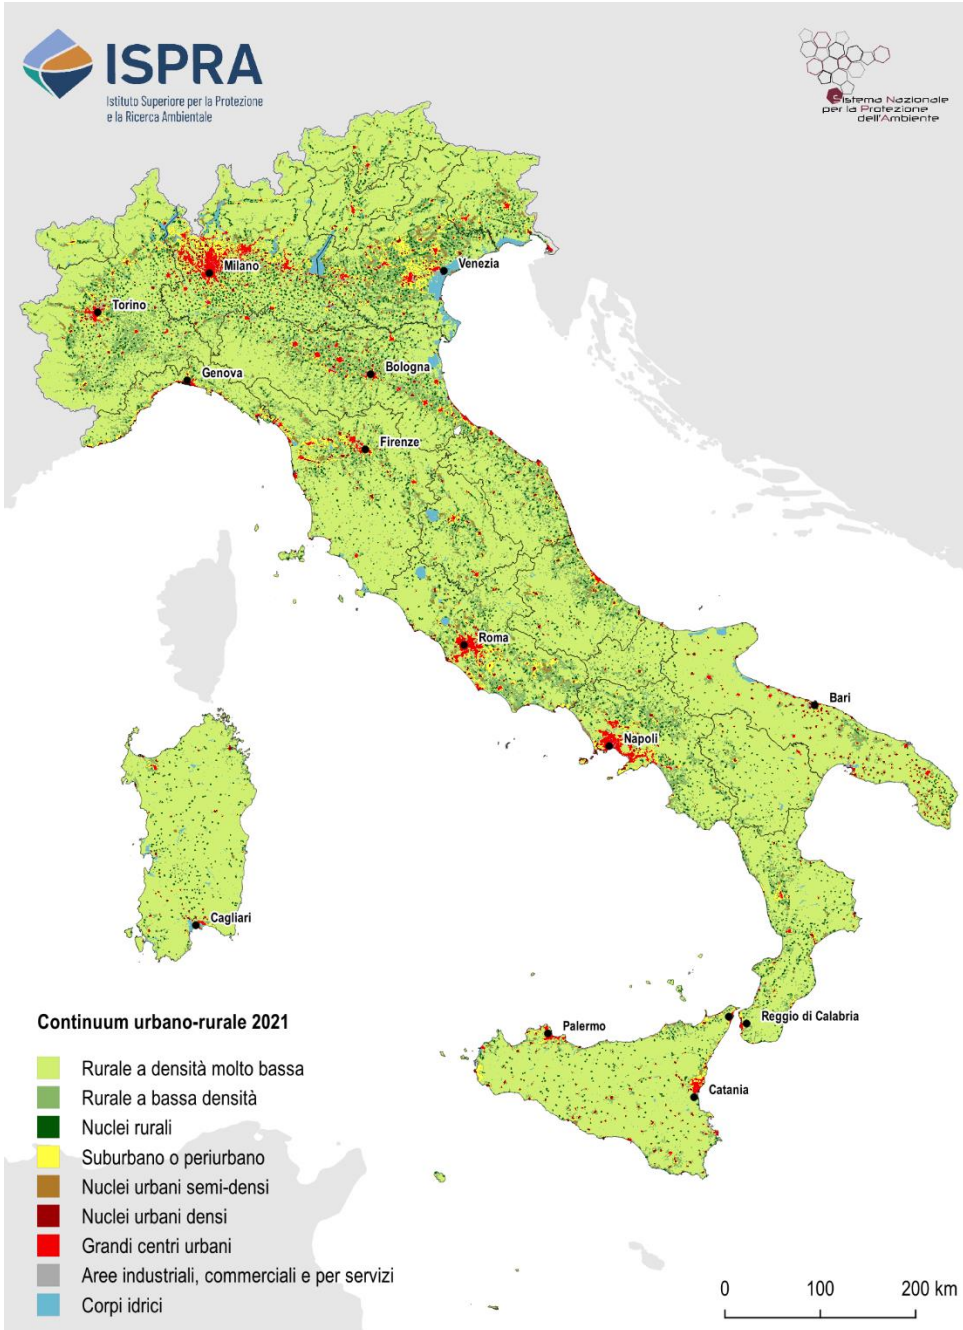 ISPRA
Istituto Superiore per la Protezione
e la Ricerca Ambientale
Sistema Nazionale
per la Protezione
dell'Ambiente
Milano
Venezia
Torino
Genova
Bologna
Firenze
Roma
Bari
Napoli
Cagliari
Palermo
Reggio di Calabria
Catania
Continuum urbano-rurale 2021
Rurale a densità molto bassa
Rurale a bassa densità
Nuclei rurali
Suburbano o periurbano
Nuclei urbani semi-densi
Nuclei urbani densi
Grandi centri urbani
Aree industriali, commerciali e per servizi
Corpi idrici
0 100 200 km